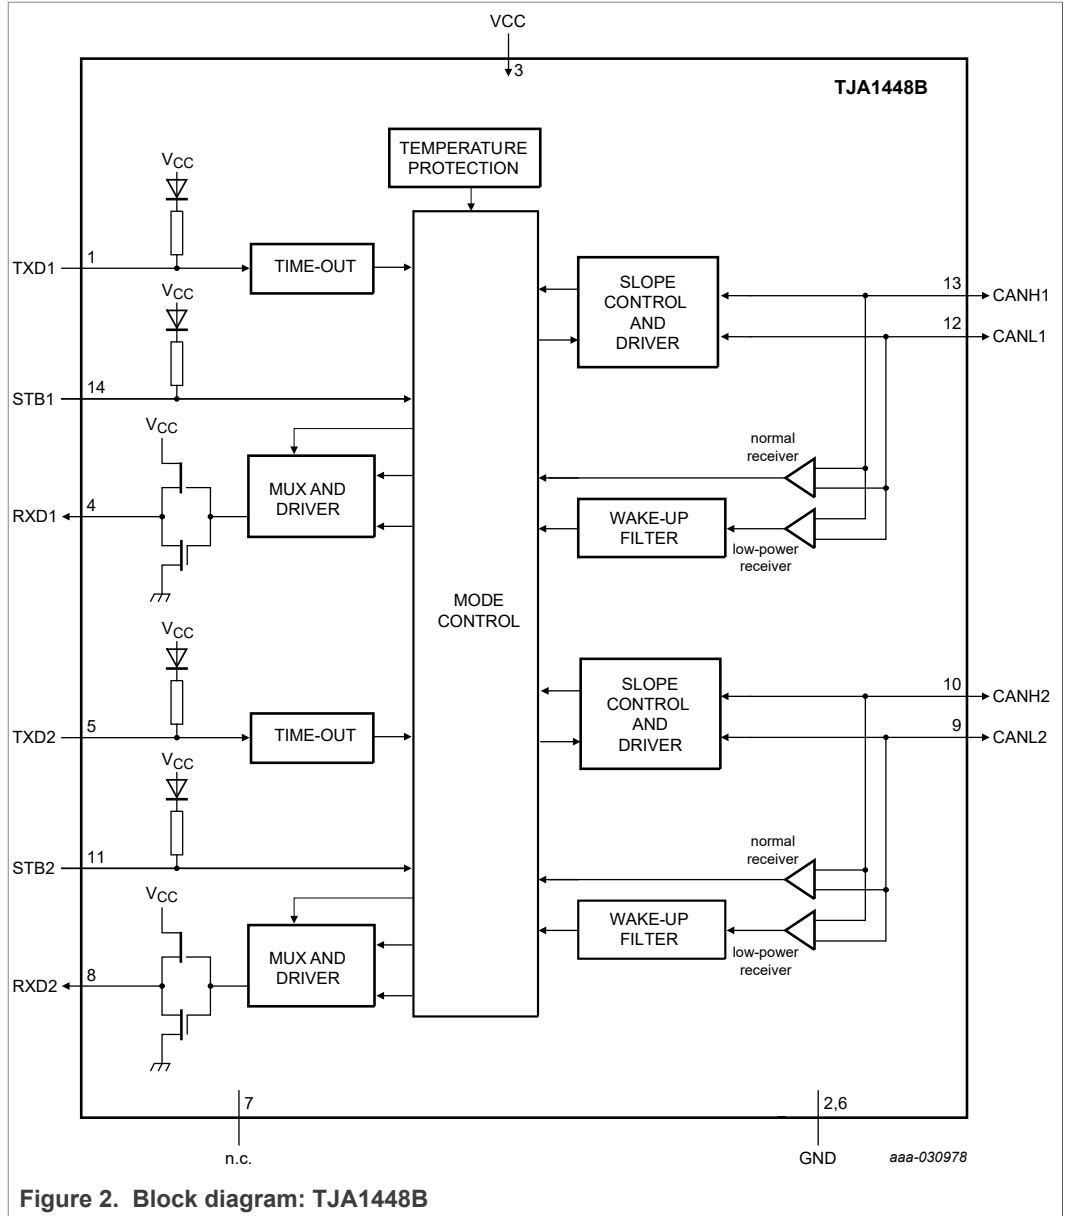 VCC
3
TJA1448B
TEMPERATURE
PROTECTION
VCC
TXD1
1
TIME-OUT
VCC
STB1
14
VCC
RXD1
4
MUX AND
DRIVER
SLOPE
CONTROL
AND
DRIVER
13
CANH1
12
CANL1
normal
receiver
WAKE-UP
FILTER
low-power
receiver
MODE
CONTROL
VCC
TXD2
5
TIME-OUT
VCC
STB2
11
VCC
RXD2
8
MUX AND
DRIVER
SLOPE
CONTROL
AND
DRIVER
10
CANH2
9
CANL2
normal
receiver
WAKE-UP
FILTER
low-power
receiver
7
n.c.
2,6
GND
aaa-030978
Figure 2. Block diagram: TJA1448B